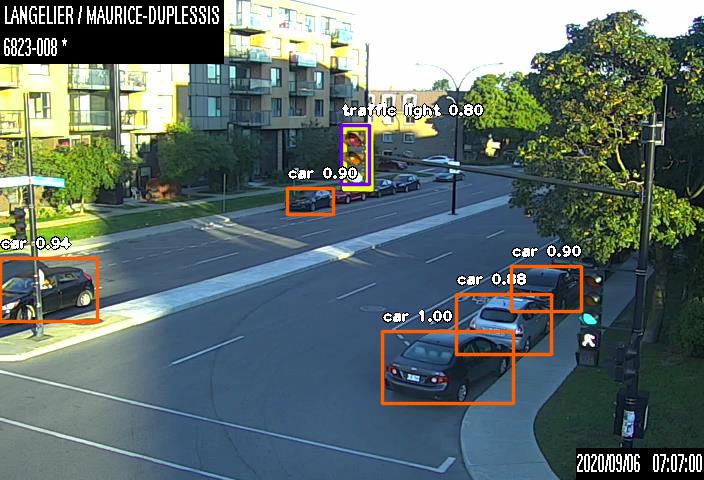 LANGELIER / MAURICE-DUPLESSIS
6823-008 *
traffic light 0.80
car 0.90
car 0.94
car 0.90
car 0.88
car 1.00
2020/09/06 07:07:00